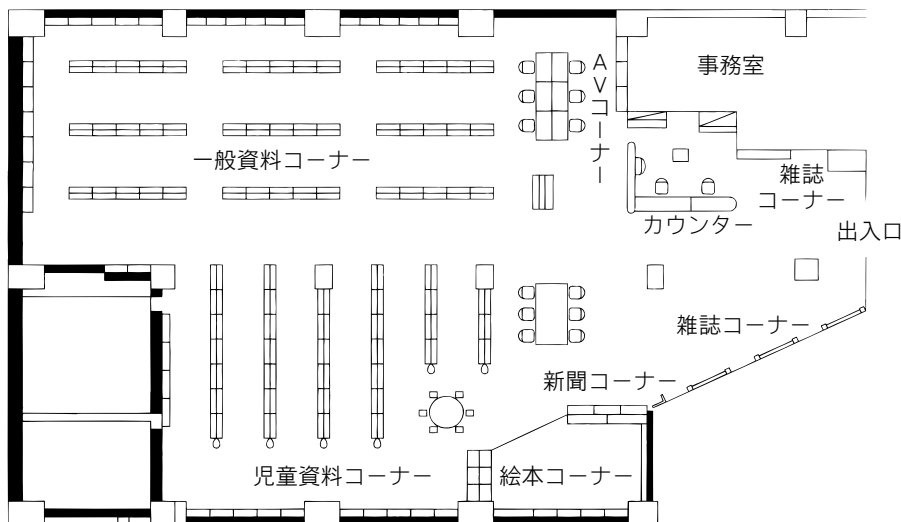 事務室
AVコーナー
一般資料コーナー
雑誌
コーナー
カウンター
出入口
雑誌コーナー
新聞コーナー
児童資料コーナー
絵本コーナー